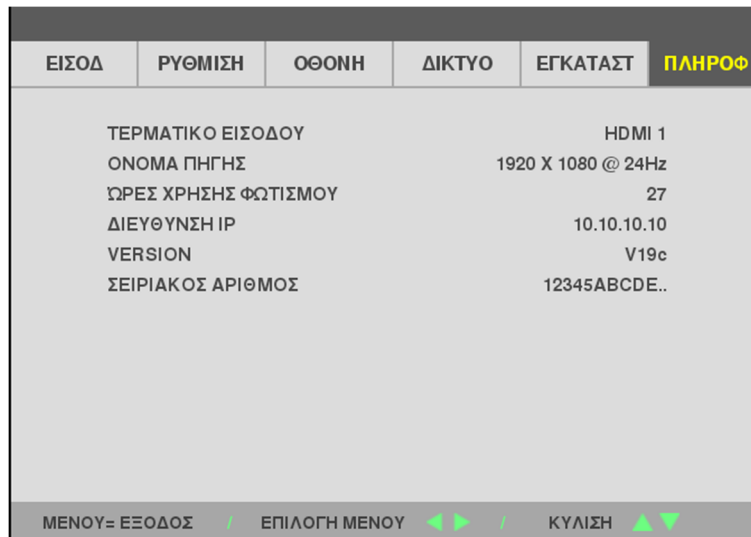 ΕΙΣΟΔ ΡΥΘΜΙΣΗ ΟΘΟΝΗ ΔΙΚΤΥΟ ΕΓΚΑΤΑΣΤ ΠΛΗΡΟΦ
ΤΕΡΜΑΤΙΚΟ ΕΙΣΟΔΟΥ HDMI 1
ΟΝΟΜΑ ΠΗΓΗΣ 1920 X 1080 @ 24Hz
ΏΡΕΣ ΧΡΗΣΗΣ ΦΩΤΙΣΜΟΥ 27
ΔΙΕΥΘΥΝΣΗ IP 10.10.10.10
VERSION V19c
ΣΕΙΡΙΑΚΟΣ ΑΡΙΘΜΟΣ 12345ABCDE..
ΜΕΝΟΥ= ΕΞΟΔΟΣ / ΕΠΙΛΟΓΗ ΜΕΝΟΥ ◀ ▶ / ΚΥΛΙΣΗ ▲ ▼